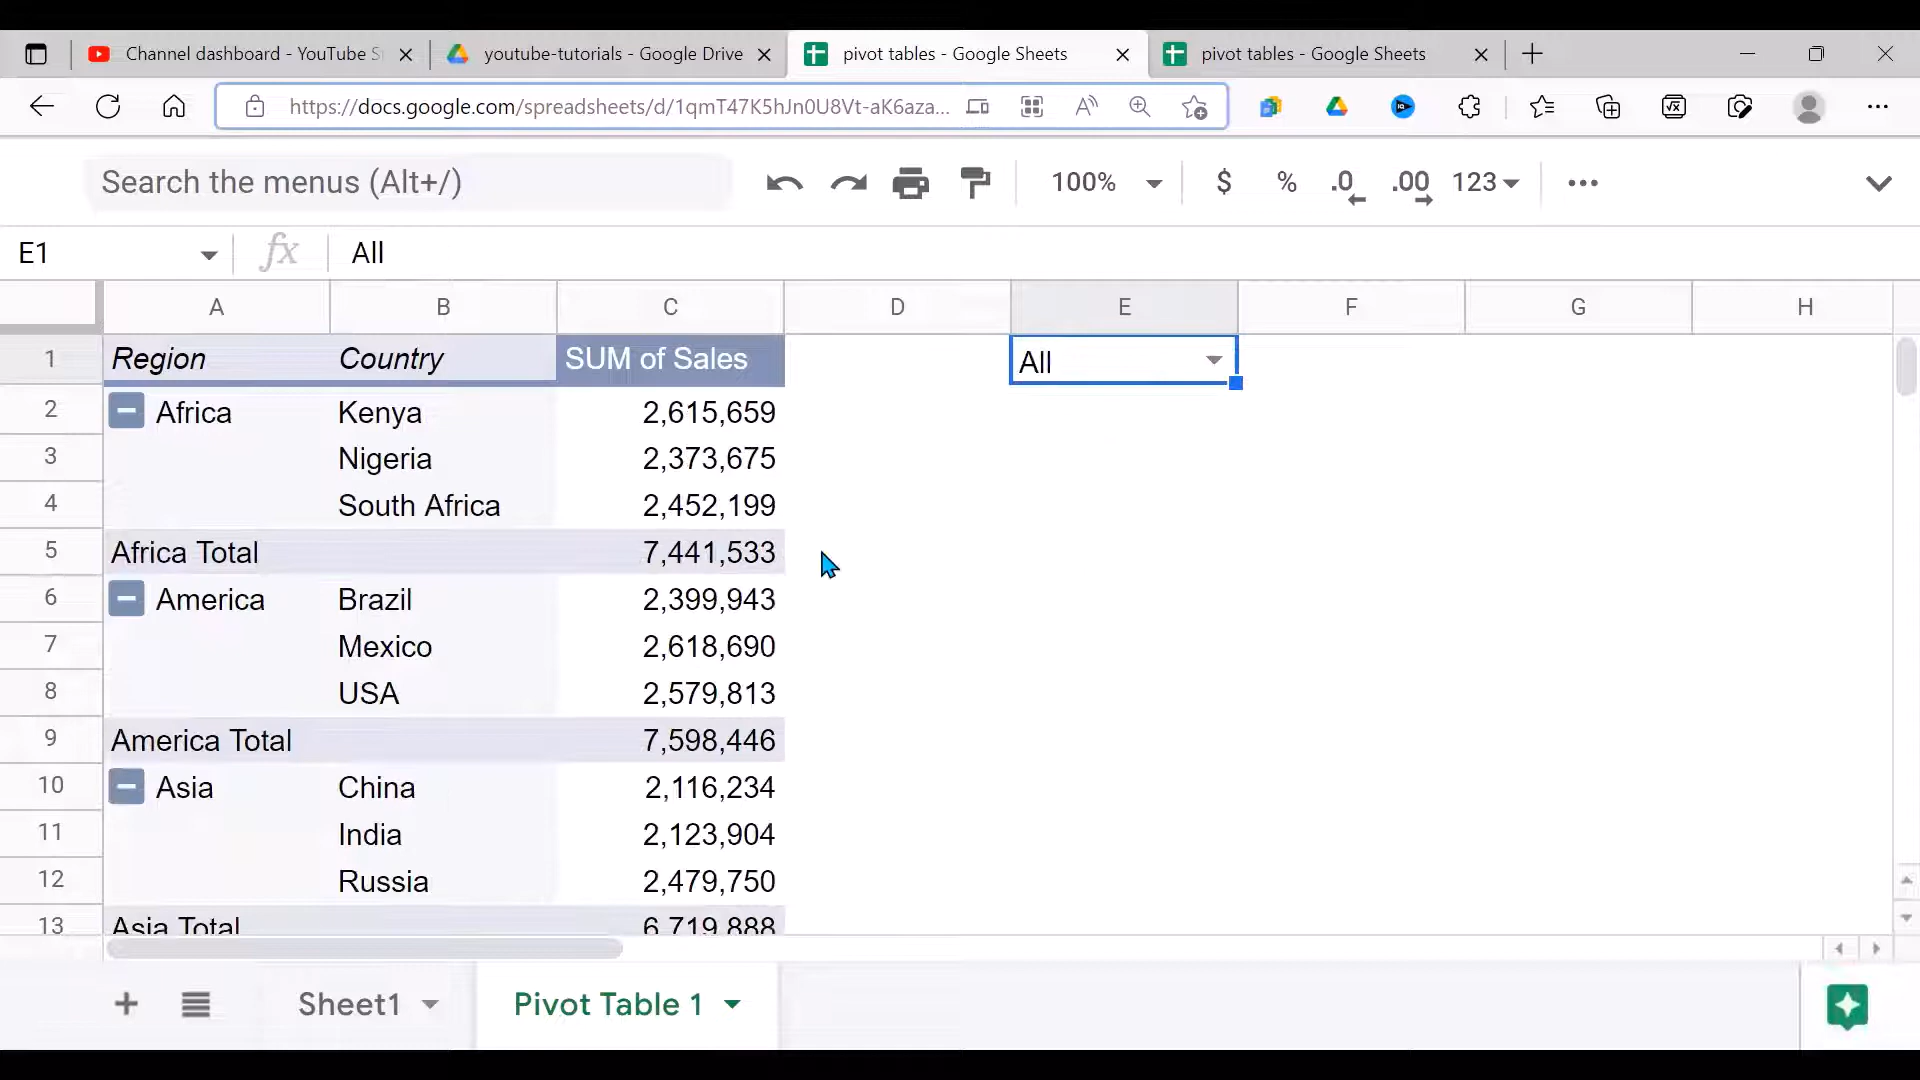 Channel dashboard - YouTube S
youtube-tutorials - Google Drive
pivot tables - Google Sheets
pivot tables - Google Sheets
https://docs.google.com/spreadsheets/d/1qmT47K5hJn0U8Vt-aK6aza...
Search the menus (Alt+/)
100%
$
%
.0
.00
123
E1
fx
All
A B C D E F G H
1 Region Country SUM of Sales All
2 Africa Kenya 2,615,659
3 Nigeria 2,373,675
4 South Africa 2,452,199
5 Africa Total 7,441,533
6 America Brazil 2,399,943
7 Mexico 2,618,690
8 USA 2,579,813
9 America Total 7,598,446
10 Asia China 2,116,234
11 India 2,123,904
12 Russia 2,479,750
13 Asia Total 6,719,888
Sheet1
Pivot Table 1